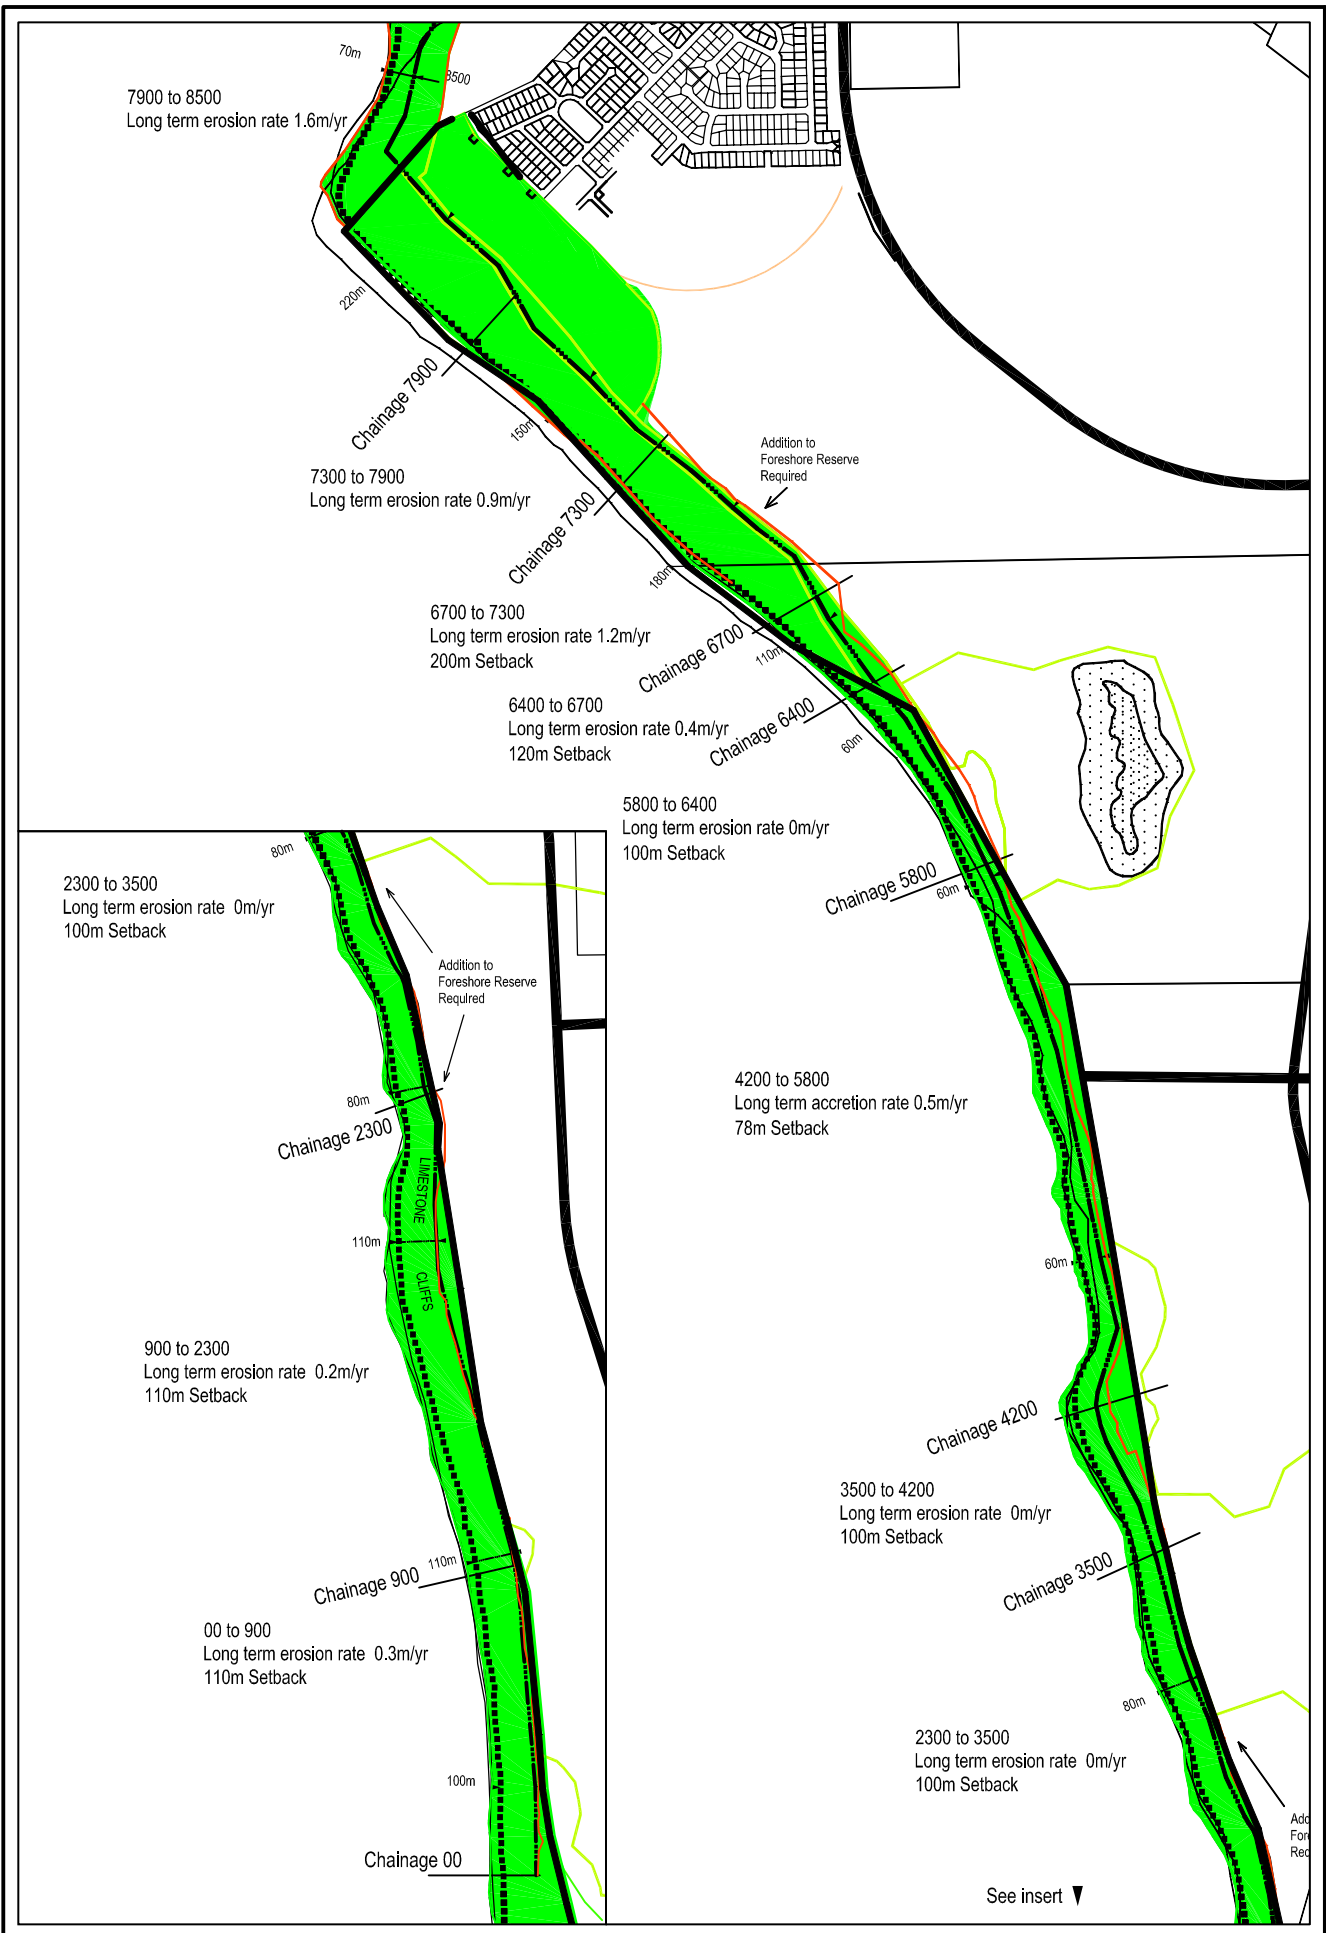 70m
8500
7900 to 8500
Long term erosion rate 1.6m/yr
220m
Chainage 7900
150m
7300 to 7900
Long term erosion rate 0.9m/yr
Chainage 7300
Addition to
Foreshore Reserve
Required
180m
6700 to 7300
Long term erosion rate 1.2m/yr
200m Setback
Chainage 6700
110m
6400 to 6700
Long term erosion rate 0.4m/yr
120m Setback
Chainage 6400
60m
5800 to 6400
Long term erosion rate 0m/yr
100m Setback
Chainage 5800
60m
4200 to 5800
Long term accretion rate 0.5m/yr
78m Setback
60m
Chainage 4200
3500 to 4200
Long term erosion rate 0m/yr
100m Setback
Chainage 3500
80m
2300 to 3500
Long term erosion rate 0m/yr
100m Setback
Add
For
Rec
See insert
80m
2300 to 3500
Long term erosion rate 0m/yr
100m Setback
Addition to
Foreshore Reserve
Required
80m
Chainage 2300
LIMESTONE
CLIFFS
110m
900 to 2300
Long term erosion rate 0.2m/yr
110m Setback
110m
Chainage 900
00 to 900
Long term erosion rate 0.3m/yr
110m Setback
100m
Chainage 00